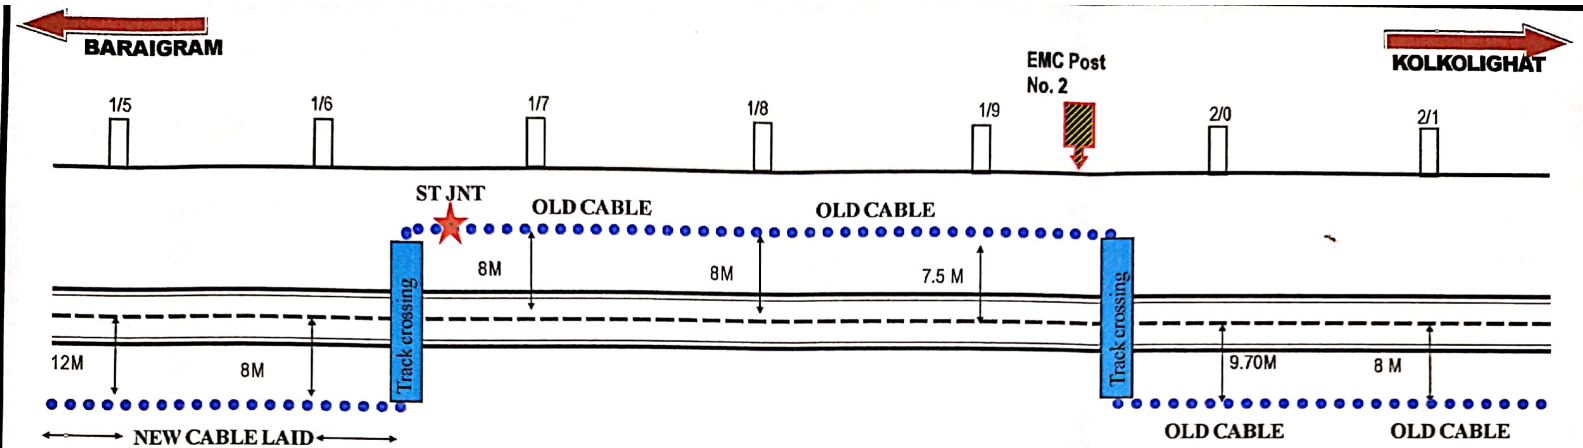 BARAIGRAM
KOLKOLIGHAT
EMC Post
No. 2
1/5
1/6
1/7
1/8
1/9
2/0
2/1
ST JNT
OLD CABLE
OLD CABLE
8M
8M
7.5 M
Track crossing
Track crossing
12M
8M
9.70M
8 M
NEW CABLE LAID
OLD CABLE
OLD CABLE